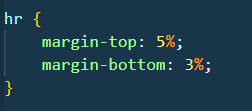 hr {
    margin-top: 5%;
    margin-bottom: 3%;
}